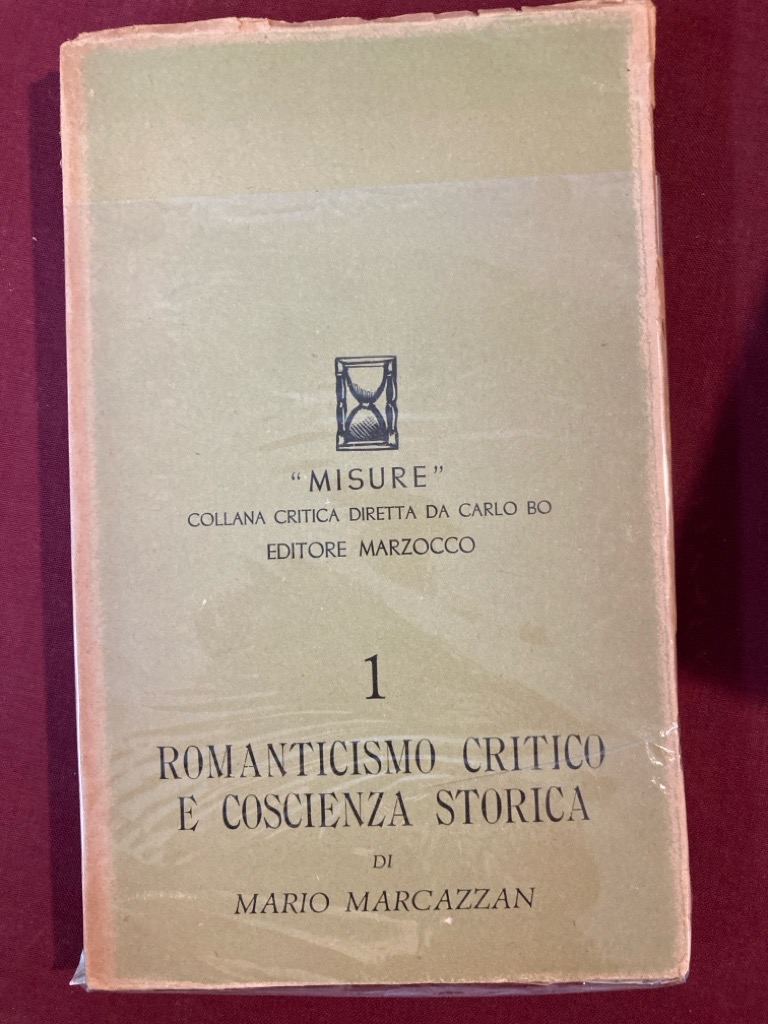 "MISURE"
COLLANA CRITICA DIRETTA DA CARLO BO
EDITORE MARZOCCO
1
ROMANTICISMO CRITICO
E COSCIENZA STORICA
DI
MARIO MARCAZZAN